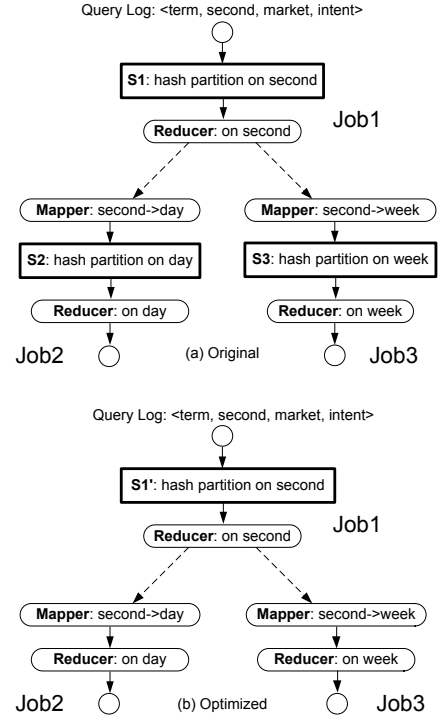 Query Log: <term, second, market, intent>
S1: hash partition on second
Job1
Reducer: on second
Mapper: second->day
Mapper: second->week
S2: hash partition on day
S3: hash partition on week
Reducer: on day
Reducer: on week
Job2
(a) Original
Job3
Query Log: <term, second, market, intent>
S1': hash partition on second
Job1
Reducer: on second
Mapper: second->day
Mapper: second->week
Reducer: on day
Reducer: on week
Job2
(b) Optimized
Job3